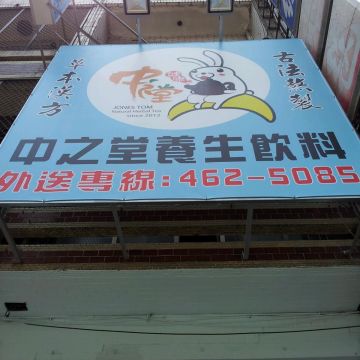 草本漢方
中之堂
古法熬製
JONES TOM
Natural Herbal Tea
since 2012
中之堂養生飲料
外送專線:462-5085